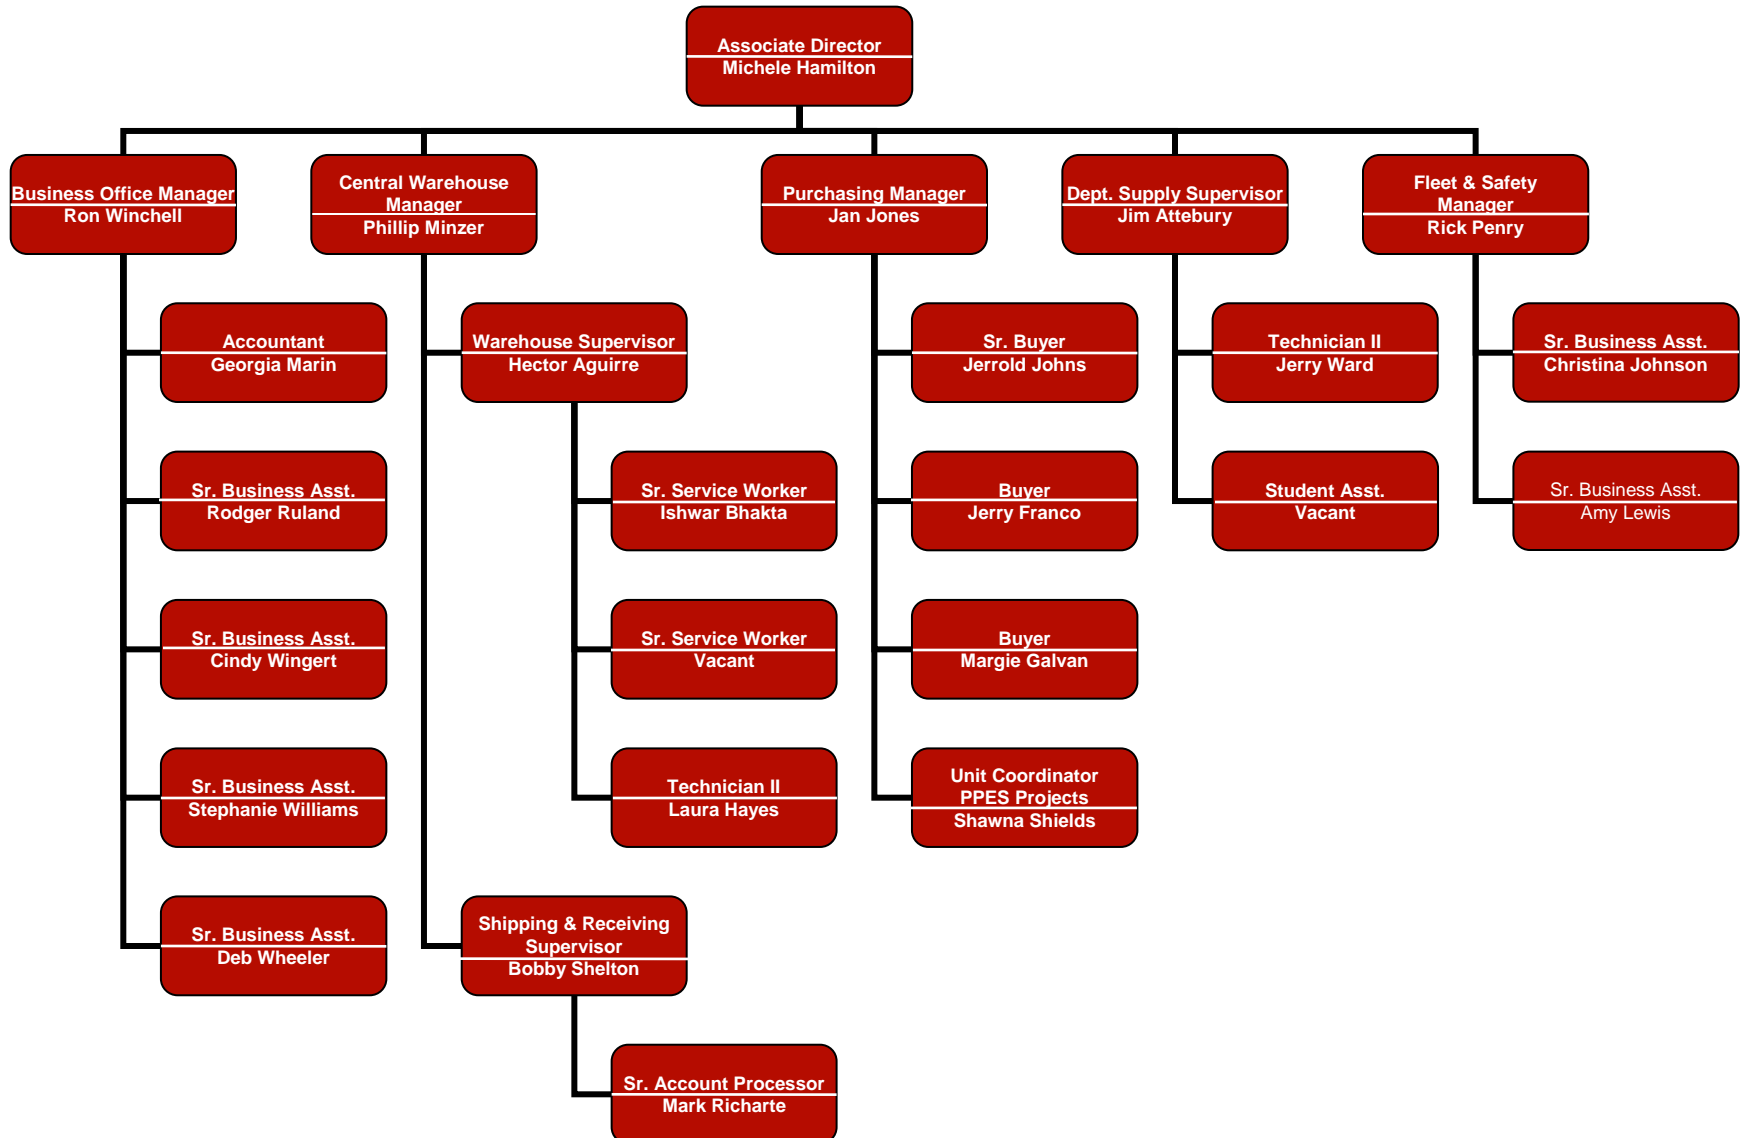 Associate Director
Michele Hamilton
Business Office Manager
Ron Winchell
Central Warehouse
Manager
Phillip Minzer
Purchasing Manager
Jan Jones
Dept. Supply Supervisor
Jim Attebury
Fleet & Safety
Manager
Rick Penry
Accountant
Georgia Marin
Warehouse Supervisor
Hector Aguirre
Sr. Buyer
Jerrold Johns
Technician II
Jerry Ward
Sr. Business Asst.
Christina Johnson
Sr. Business Asst.
Rodger Ruland
Sr. Service Worker
Ishwar Bhakta
Buyer
Jerry Franco
Student Asst.
Vacant
Sr. Business Asst.
Amy Lewis
Sr. Business Asst.
Cindy Wingert
Sr. Service Worker
Vacant
Buyer
Margie Galvan
Sr. Business Asst.
Stephanie Williams
Technician II
Laura Hayes
Unit Coordinator
PPES Projects
Shawna Shields
Sr. Business Asst.
Deb Wheeler
Shipping & Receiving
Supervisor
Bobby Shelton
Sr. Account Processor
Mark Richarte